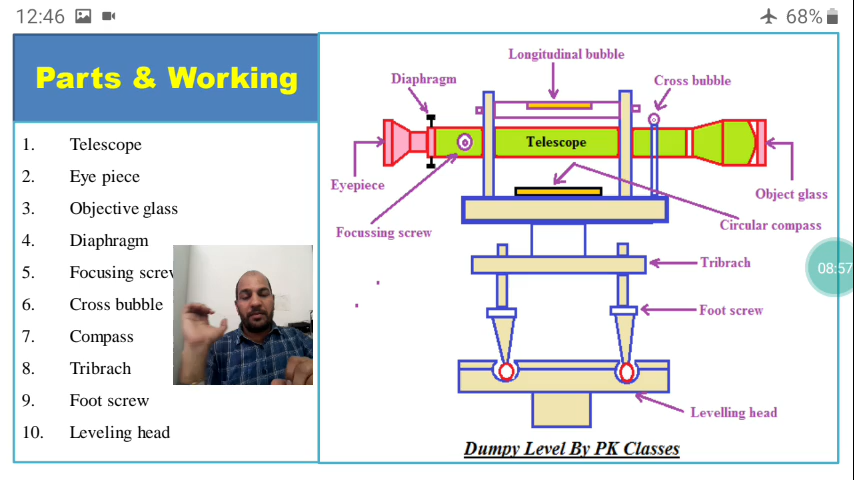 12:46
68%
Parts & Working
1. Telescope
2. Eye piece
3. Objective glass
4. Diaphragm
5. Focusing screw
6. Cross bubble
7. Compass
8. Tribrach
9. Foot screw
10. Leveling head
Longitudinal bubble
Diaphragm
Cross bubble
Telescope
Eyepiece
Object glass
Focussing screw
Circular compass
Tribrach
08:57
Foot screw
Levelling head
Dumpy Level By PK Classes